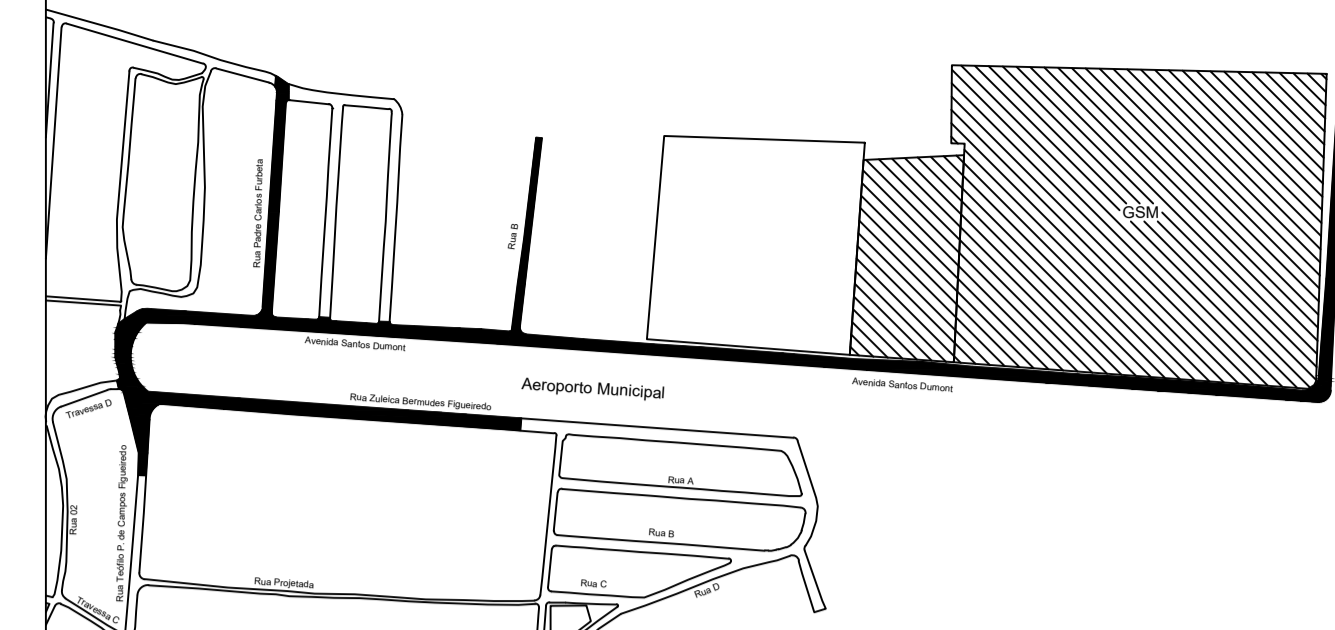 Rua Padre Carlos Furbeta
Rua B
GSM
Avenida Santos Dumont
Aeroporto Municipal
Avenida Santos Dumont
Rua Zuleica Bermudes Figueiredo
Travessa D
Rua 02
Rua Teófilo P. de Campos Figueiredo
Rua A
Rua B
Rua Projetada
Rua C
Rua D
Travessa C